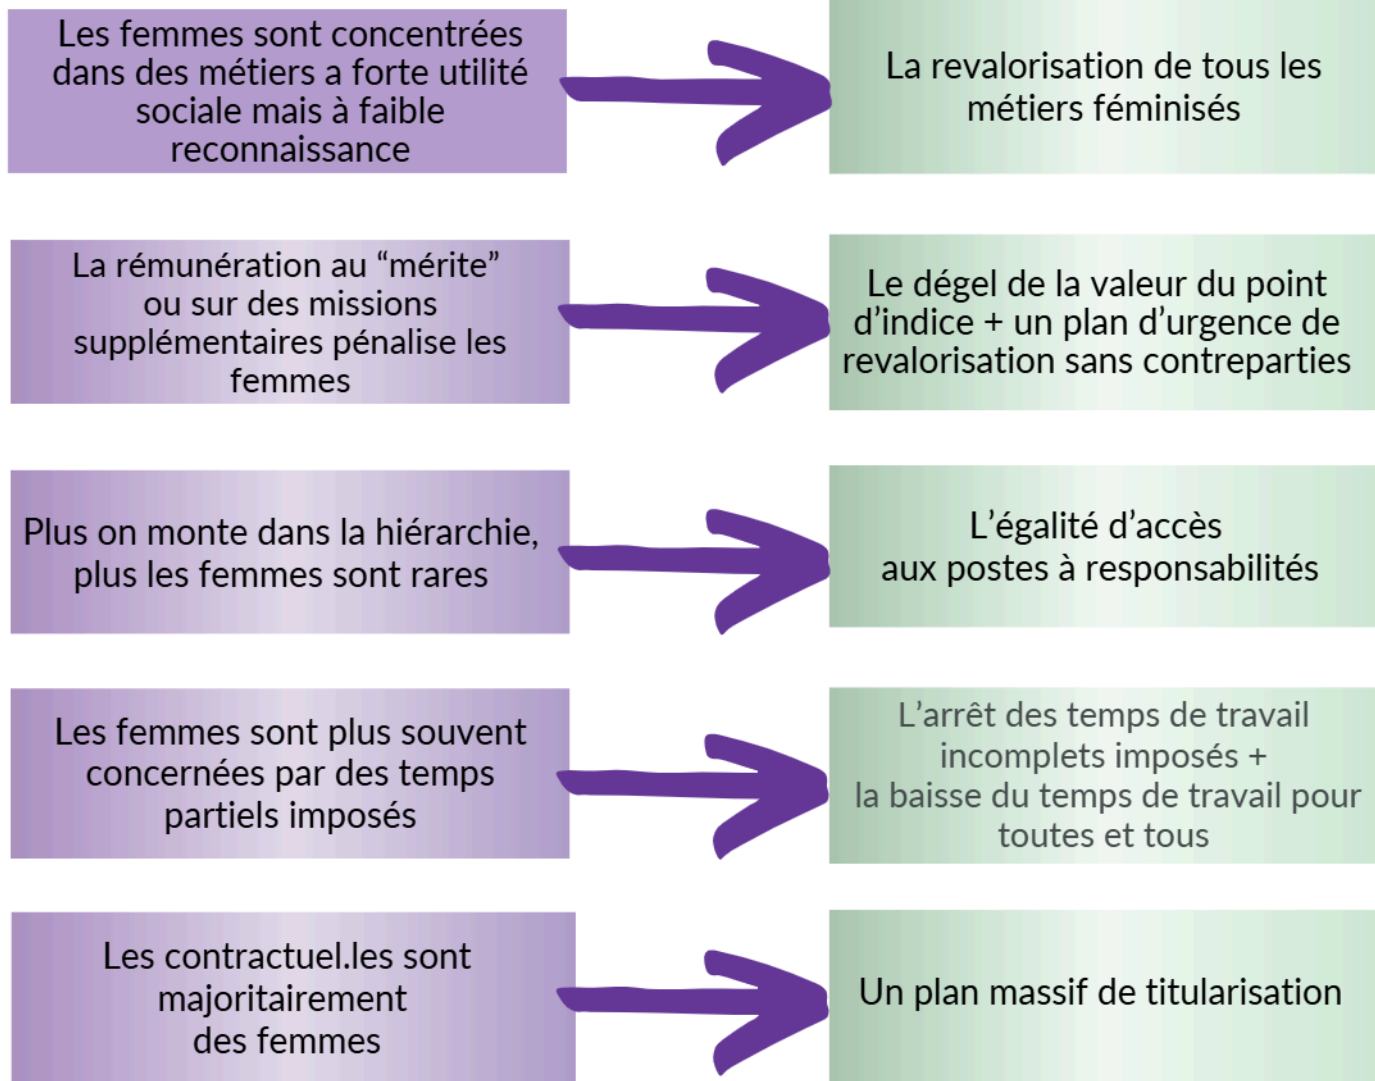 Les femmes sont concentrées
dans des métiers a forte utilité
sociale mais à faible
reconnaissance
La revalorisation de tous les
métiers féminisés
La rémunération au “mérite”
ou sur des missions
supplémentaires pénalise les
femmes
Le dégel de la valeur du point
d’indice + un plan d’urgence de
revalorisation sans contreparties
Plus on monte dans la hiérarchie,
plus les femmes sont rares
L’égalité d’accès
aux postes à responsabilités
Les femmes sont plus souvent
concernées par des temps
partiels imposés
L’arrêt des temps de travail
incomplets imposés +
la baisse du temps de travail pour
toutes et tous
Les contractuel.les sont
majoritairement
des femmes
Un plan massif de titularisation